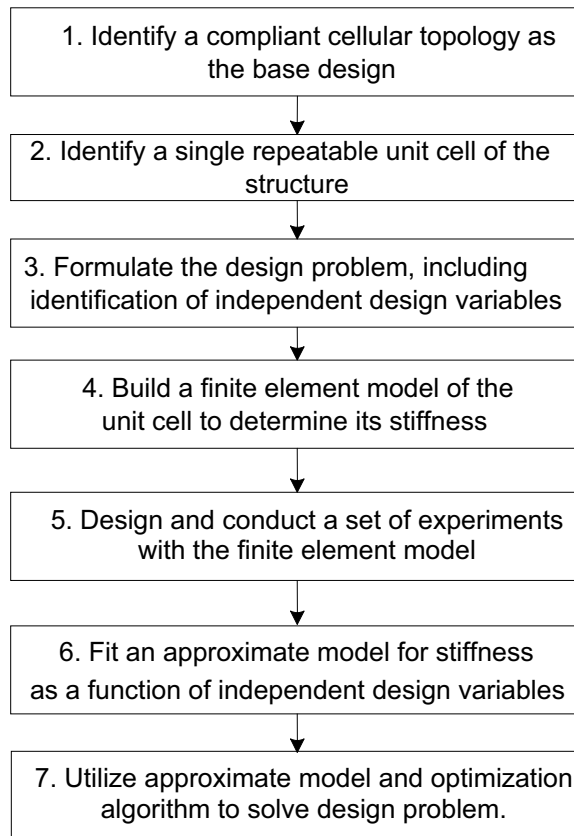 1. Identify a compliant cellular topology as
the base design
2. Identify a single repeatable unit cell of the
structure
3. Formulate the design problem, including
identification of independent design variables
4. Build a finite element model of the
unit cell to determine its stiffness
5. Design and conduct a set of experiments
with the finite element model
6. Fit an approximate model for stiffness
as a function of independent design variables
7. Utilize approximate model and optimization
algorithm to solve design problem.